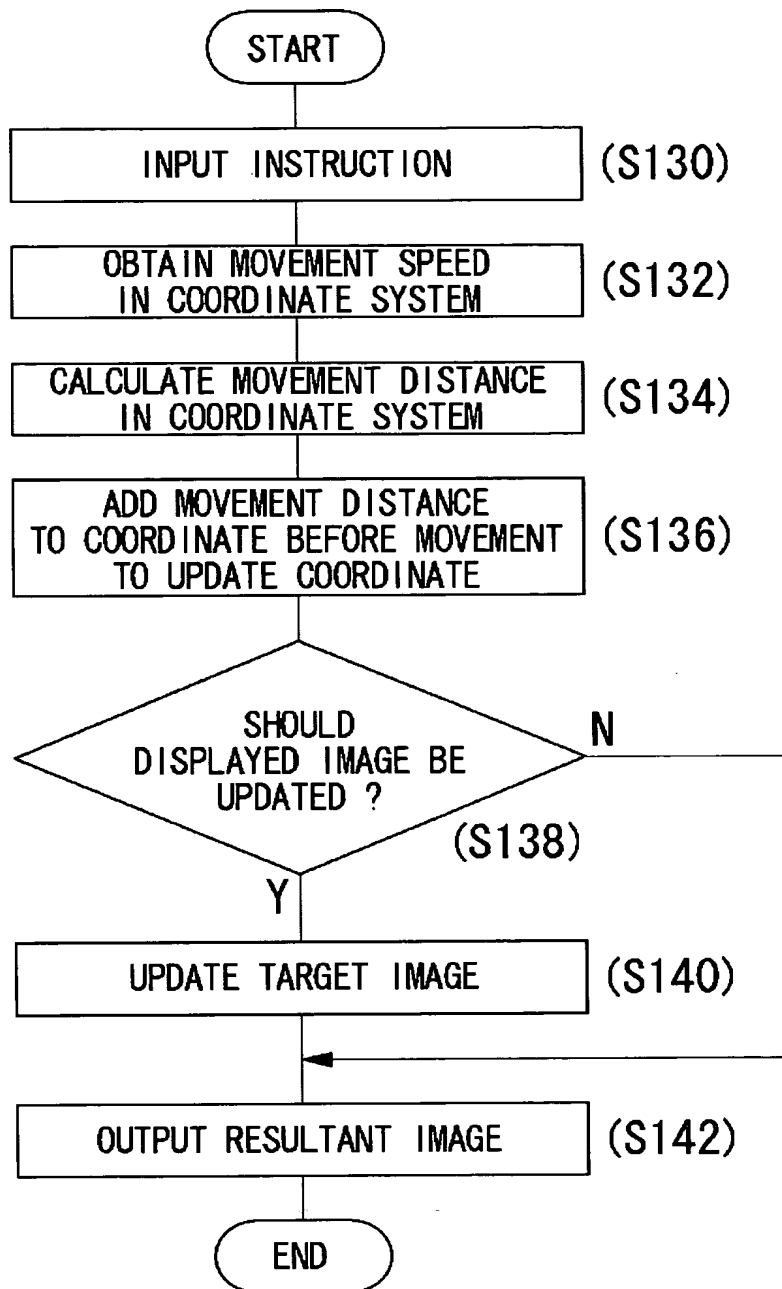 START
INPUT INSTRUCTION
(S130)
OBTAIN MOVEMENT SPEED
IN COORDINATE SYSTEM
(S132)
CALCULATE MOVEMENT DISTANCE
IN COORDINATE SYSTEM
(S134)
ADD MOVEMENT DISTANCE
TO COORDINATE BEFORE MOVEMENT
TO UPDATE COORDINATE
(S136)
SHOULD
DISPLAYED IMAGE BE
UPDATED ?
N
(S138)
Y
UPDATE TARGET IMAGE
(S140)
OUTPUT RESULTANT IMAGE
(S142)
END